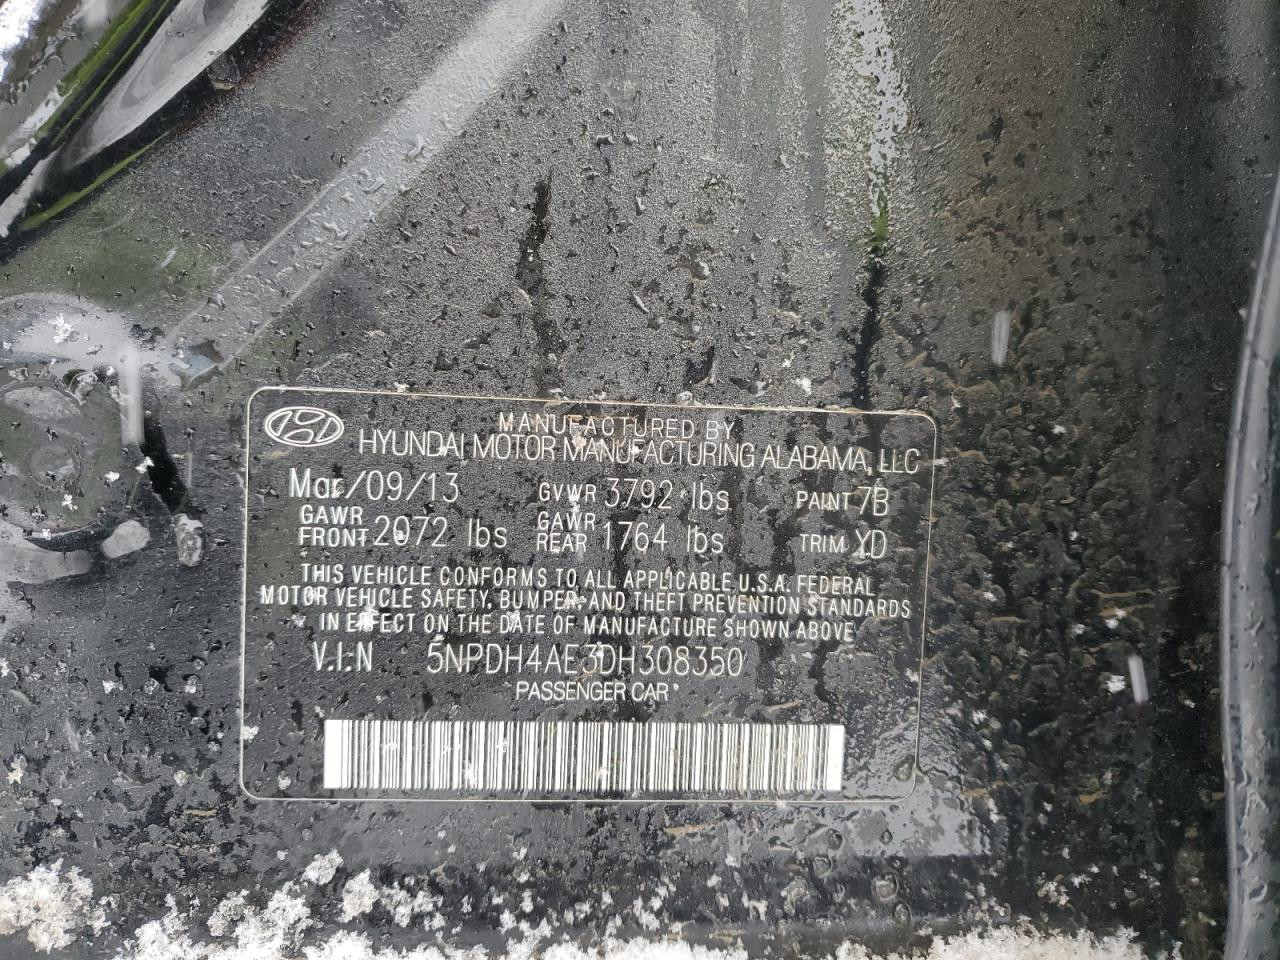 MANUFACTURED BY
HYUNDAI MOTOR MANUFACTURING ALABAMA, LLC
Mar/09/13 GVWR 3792 lbs PAINT 7B
GAWR FRONT 2072 lbs GAWR REAR 1764 lbs TRIM XD
THIS VEHICLE CONFORMS TO ALL APPLICABLE U.S.A. FEDERAL
MOTOR VEHICLE SAFETY, BUMPER, AND THEFT PREVENTION STANDARDS
IN EFFECT ON THE DATE OF MANUFACTURE SHOWN ABOVE
V.I.N 5NPDH4AE3DH308350
PASSENGER CAR